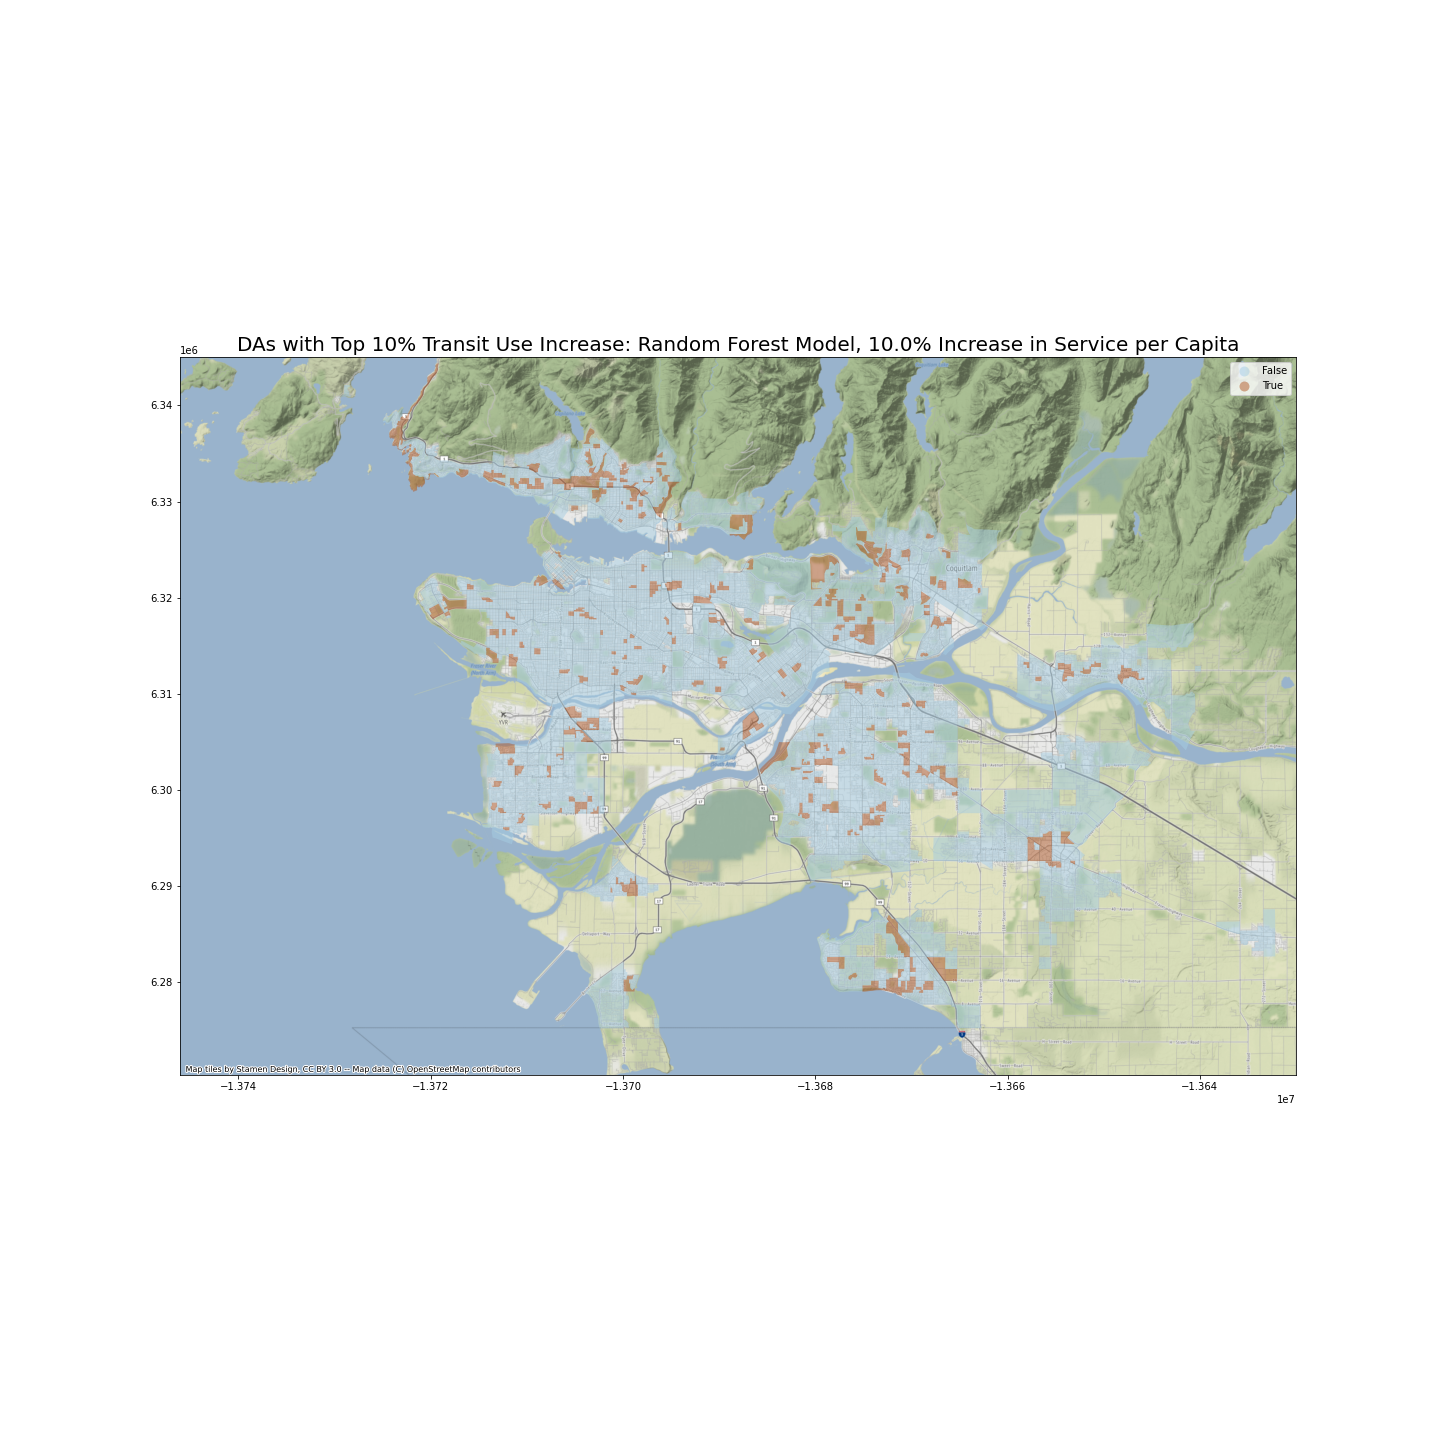 DAs with Top 10% Transit Use Increase: Random Forest Model, 10.0% Increase in Service per Capita
1e6
False
True
6.34
6.33
6.32
6.31
6.30
6.29
6.28
Coquitlam
YVR
Map tiles by Stamen Design, CC BY 3.0 -- Map data (C) OpenStreetMap contributors
−1.374
−1.372
−1.370
−1.368
−1.366
−1.364
1e7